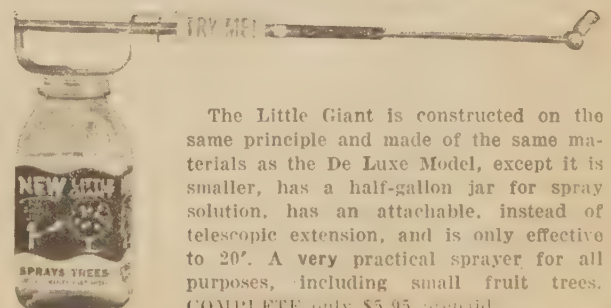 TRY ME!
The Little Giant is constructed on the
same principle and made of the same ma-
terials as the De Luxe Model, except it is
smaller, has a half-gallon jar for spray
solution, has an attachable, instead of
telescopic extension, and is only effective
to 20'. A very practical sprayer for all
purposes, including small fruit trees.
COMPLETE only $5.95
NEW
SPRAYS TREES